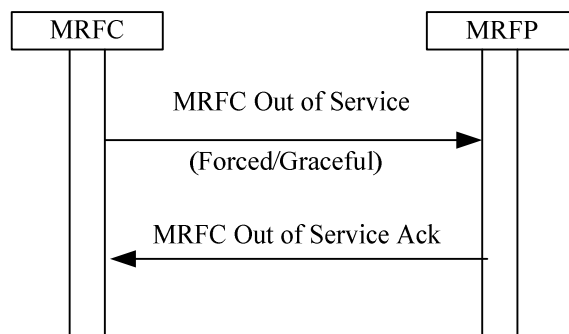 MRFC
MRFP
MRFC Out of Service
(Forced/Graceful)
MRFC Out of Service Ack